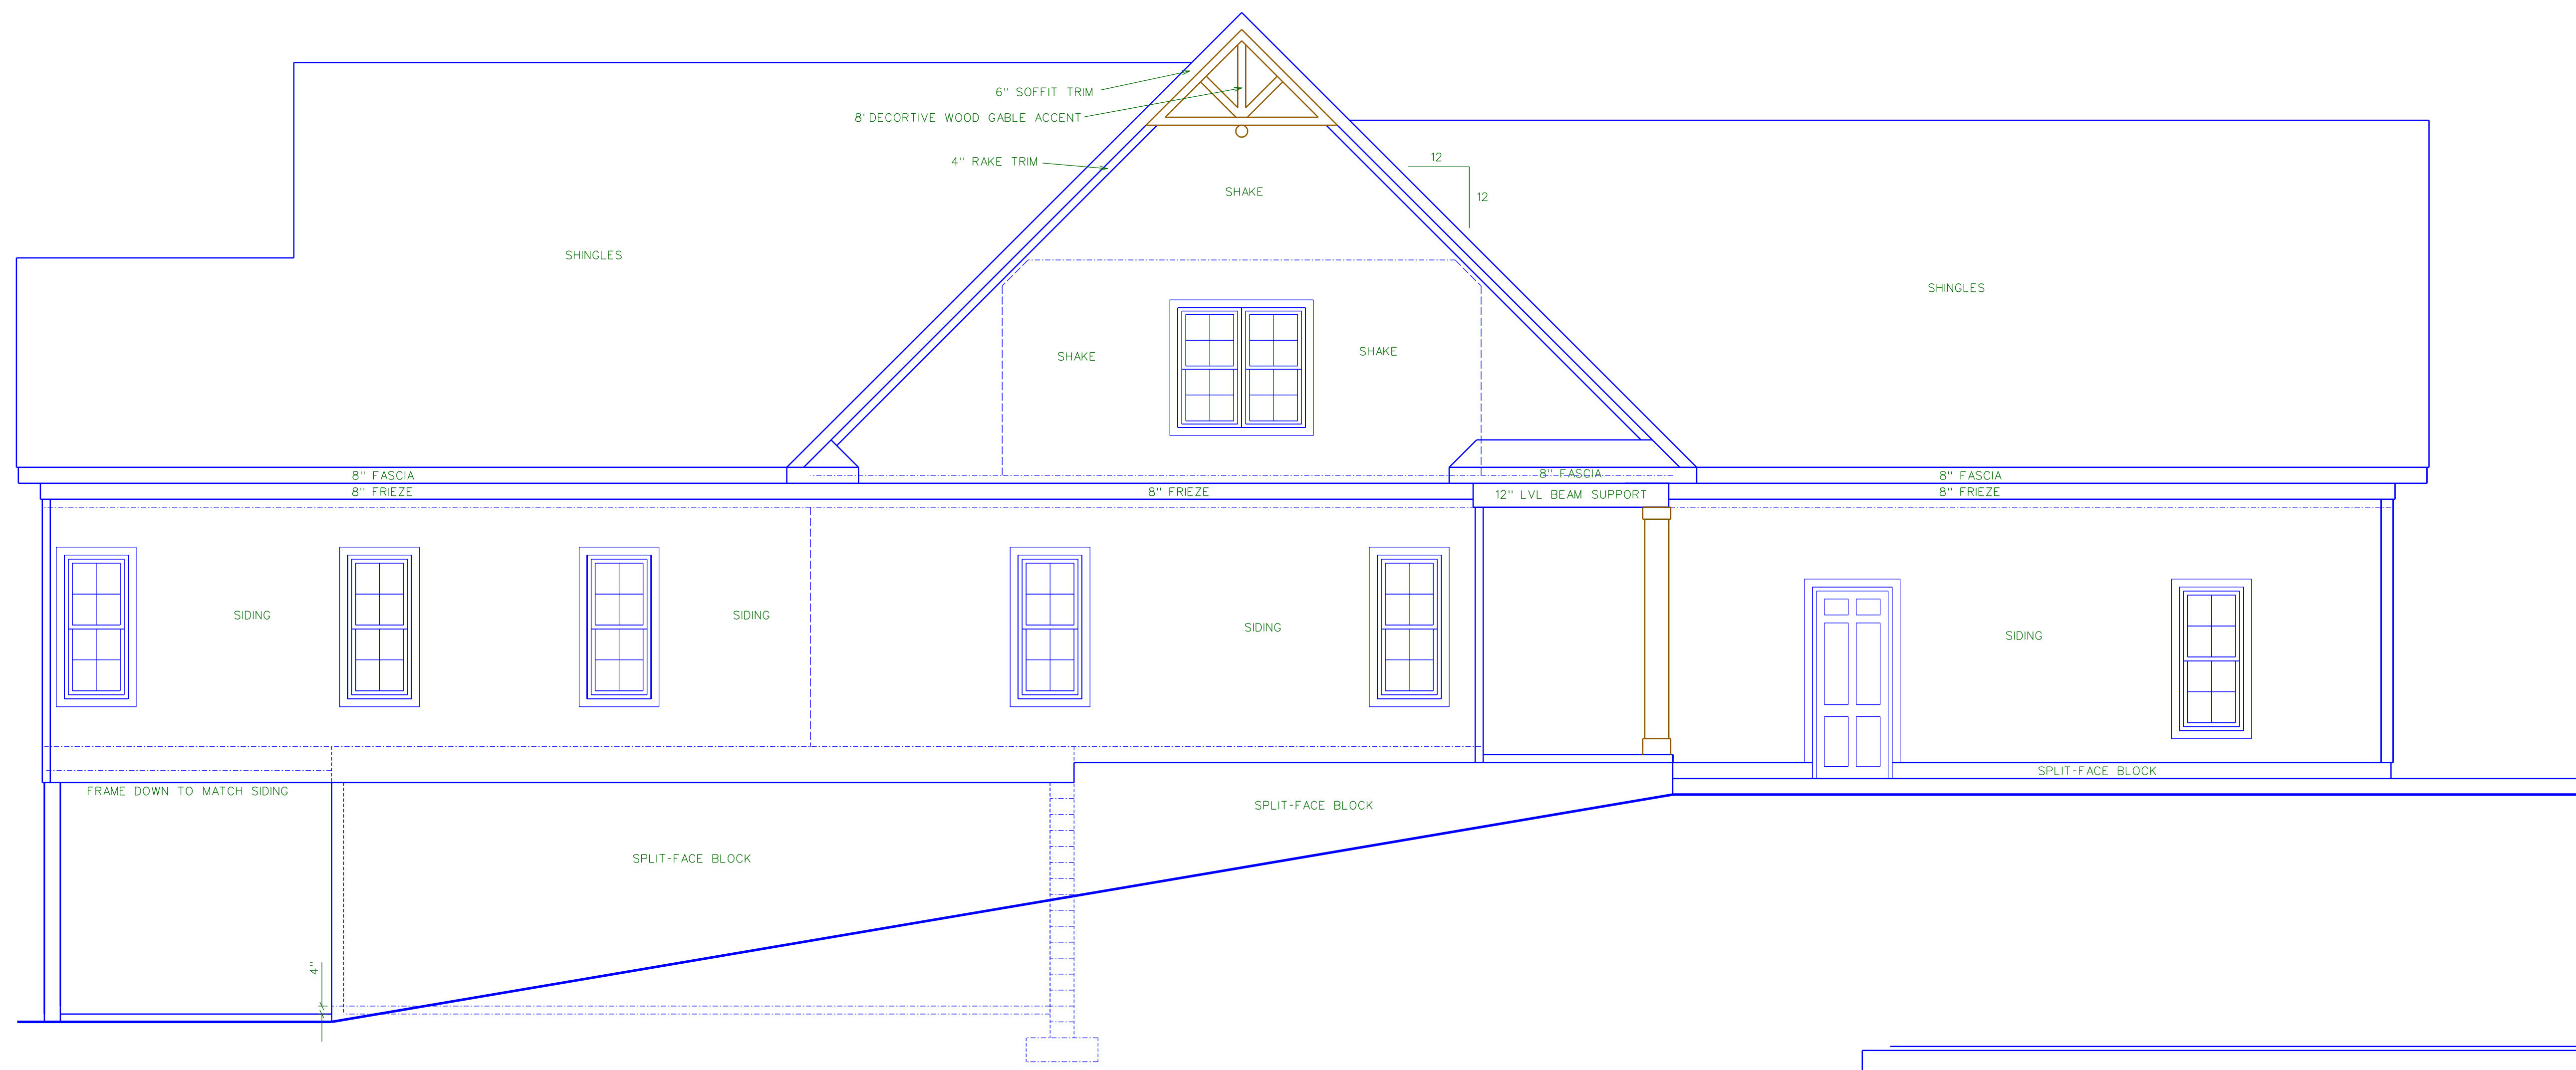 6'' SOFFIT TRIM
8' DECORTIVE WOOD GABLE ACCENT
4'' RAKE TRIM
12
12
SHAKE
SHINGLES
SHINGLES
SHAKE
SHAKE
8'' FASCIA
8'' FASCIA
8'' FASCIA
8'' FRIEZE
8'' FRIEZE
12'' LVL BEAM SUPPORT
8'' FRIEZE
SIDING
SIDING
SIDING
SIDING
SPLIT-FACE BLOCK
FRAME DOWN TO MATCH SIDING
SPLIT-FACE BLOCK
SPLIT-FACE BLOCK
4''